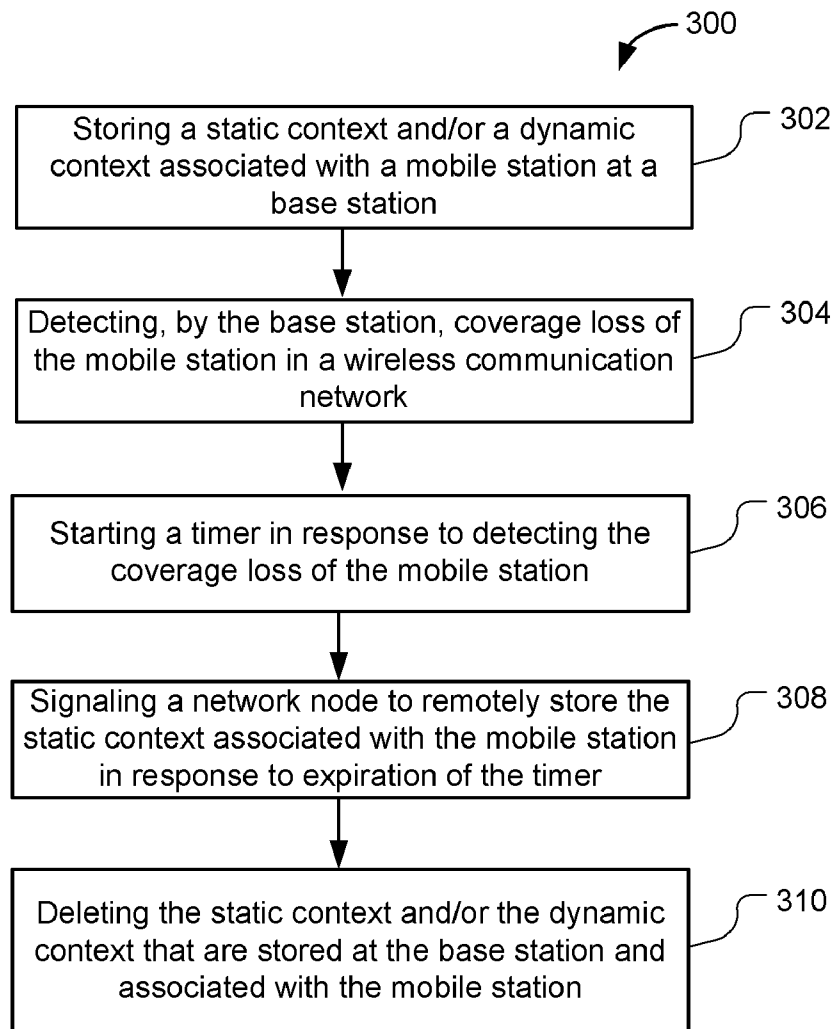 300
Storing a static context and/or a dynamic
context associated with a mobile station at a
base station
302
Detecting, by the base station, coverage loss of
the mobile station in a wireless communication
network
304
Starting a timer in response to detecting the
coverage loss of the mobile station
306
Signaling a network node to remotely store the
static context associated with the mobile station
in response to expiration of the timer
308
Deleting the static context and/or the dynamic
context that are stored at the base station and
associated with the mobile station
310